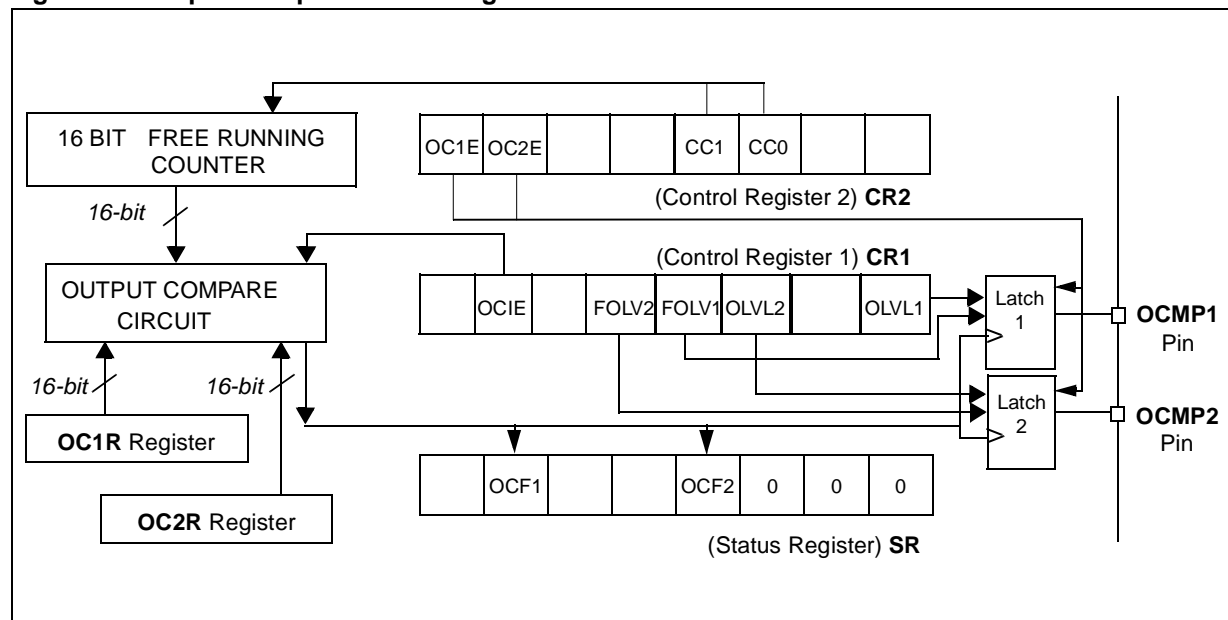 16 BIT FREE RUNNING
COUNTER
16-bit
OUTPUT COMPARE
CIRCUIT
16-bit
16-bit
OC1R Register
OC2R Register
OC1E OC2E CC1 CC0
(Control Register 2) CR2
(Control Register 1) CR1
OCIE FOLV2 FOLV1 OLVL2 OLVL1
OCF1 OCF2 0 0 0
(Status Register) SR
Latch
1
Latch
2
OCMP1
Pin
OCMP2
Pin